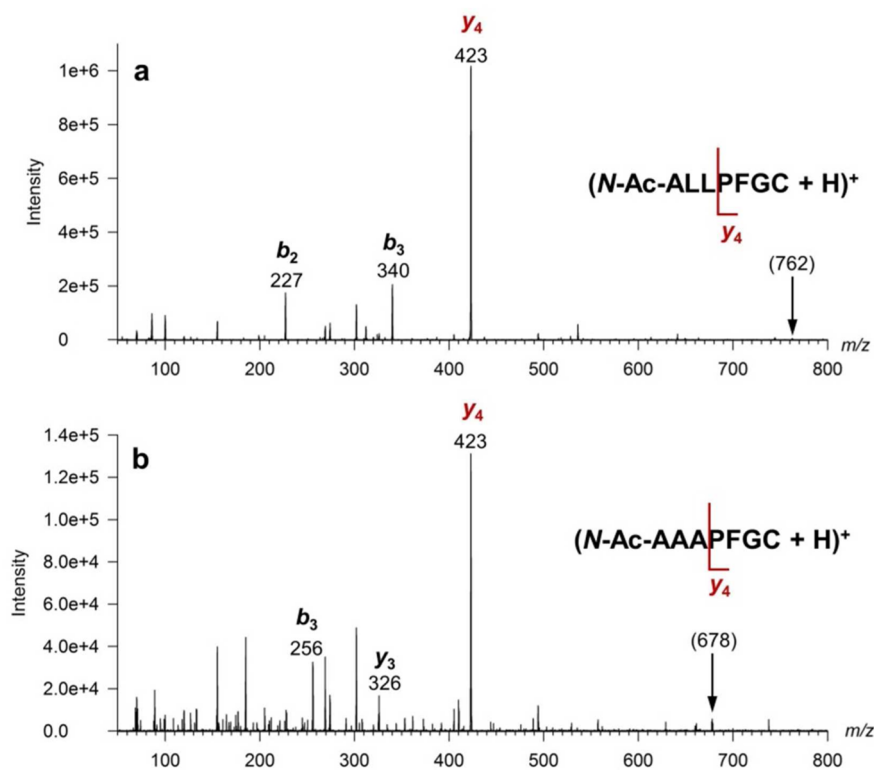 y4
423
a
1e+6
8e+5
6e+5
4e+5
2e+5
0
Intensity
b2
227
b3
340
(N-Ac-ALLPFGC + H)+
y4
(762)
m/z
100 200 300 400 500 600 700 800
y4
423
b
1.4e+5
1.2e+5
1.0e+5
8.0e+4
6.0e+4
4.0e+4
2.0e+4
0.0
Intensity
b3
256
y3
326
(N-Ac-AAAPFGC + H)+
y4
(678)
m/z
100 200 300 400 500 600 700 800